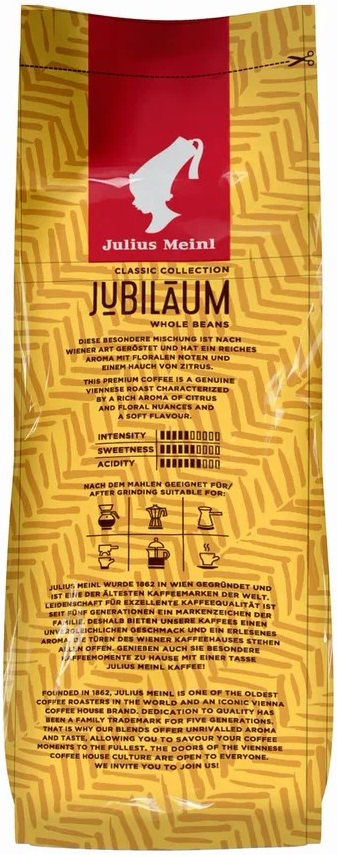 Julius Meinl
CLASSIC COLLECTION
JUBILÄUM
WHOLE BEANS
DIESE BESONDERE MISCHUNG IST NACH
WIENER ART GERÖSTET UND HAT EIN REICHES
AROMA MIT FLORALEN NOTEN UND
EINEM HAUCH VON ZITRUS.
THIS PREMIUM COFFEE IS A GENUINE
VIENNESE ROAST CHARACTERIZED
BY A RICH AROMA OF CITRUS
AND FLORAL NUANCES AND
A SOFT FLAVOUR.
INTENSITY
SWEETNESS
ACIDITY
NACH DEM MAHLEN GEEIGNET FÜR/
AFTER GRINDING SUITABLE FOR:
JULIUS MEINL WURDE 1862 IN WIEN GEGRÜNDET UND
IST EINE DER ÄLTESTEN KAFFEEMARKEN DER WELT.
LEIDENSCHAFT FÜR EXZELLENTE KAFFEEQUALITÄT IST
SEIT FÜNF GENERATIONEN EIN MARKENZEICHEN DER
FAMILIE. DESHALB BIETEN UNSERE KAFFEES EINEN
UNVERGLEICHLICHEN GESCHMACK UND EIN ERLESENES
AROMA. DIE TÜREN DES WIENER KAFFEEHAUSES STEHEN
ALLEN OFFEN. GENIEßEN AUCH SIE BESONDERE
KAFFEEMOMENTE ZU HAUSE MIT EINER TASSE
JULIUS MEINL KAFFEE!
FOUNDED IN 1862, JULIUS MEINL IS ONE OF THE OLDEST
COFFEE ROASTERS IN THE WORLD AND AN ICONIC VIENNA
COFFEE HOUSE BRAND. DEDICATION TO QUALITY HAS
BEEN A FAMILY TRADEMARK FOR FIVE GENERATIONS.
THAT IS WHY OUR BLENDS OFFER UNRIVALLED AROMA
AND TASTE, ALLOWING YOU TO SAVOUR YOUR COFFEE
MOMENTS TO THE FULLEST. THE DOORS OF THE VIENNESE
COFFEE HOUSE CULTURE ARE OPEN TO EVERYONE.
WE INVITE YOU TO JOIN US!